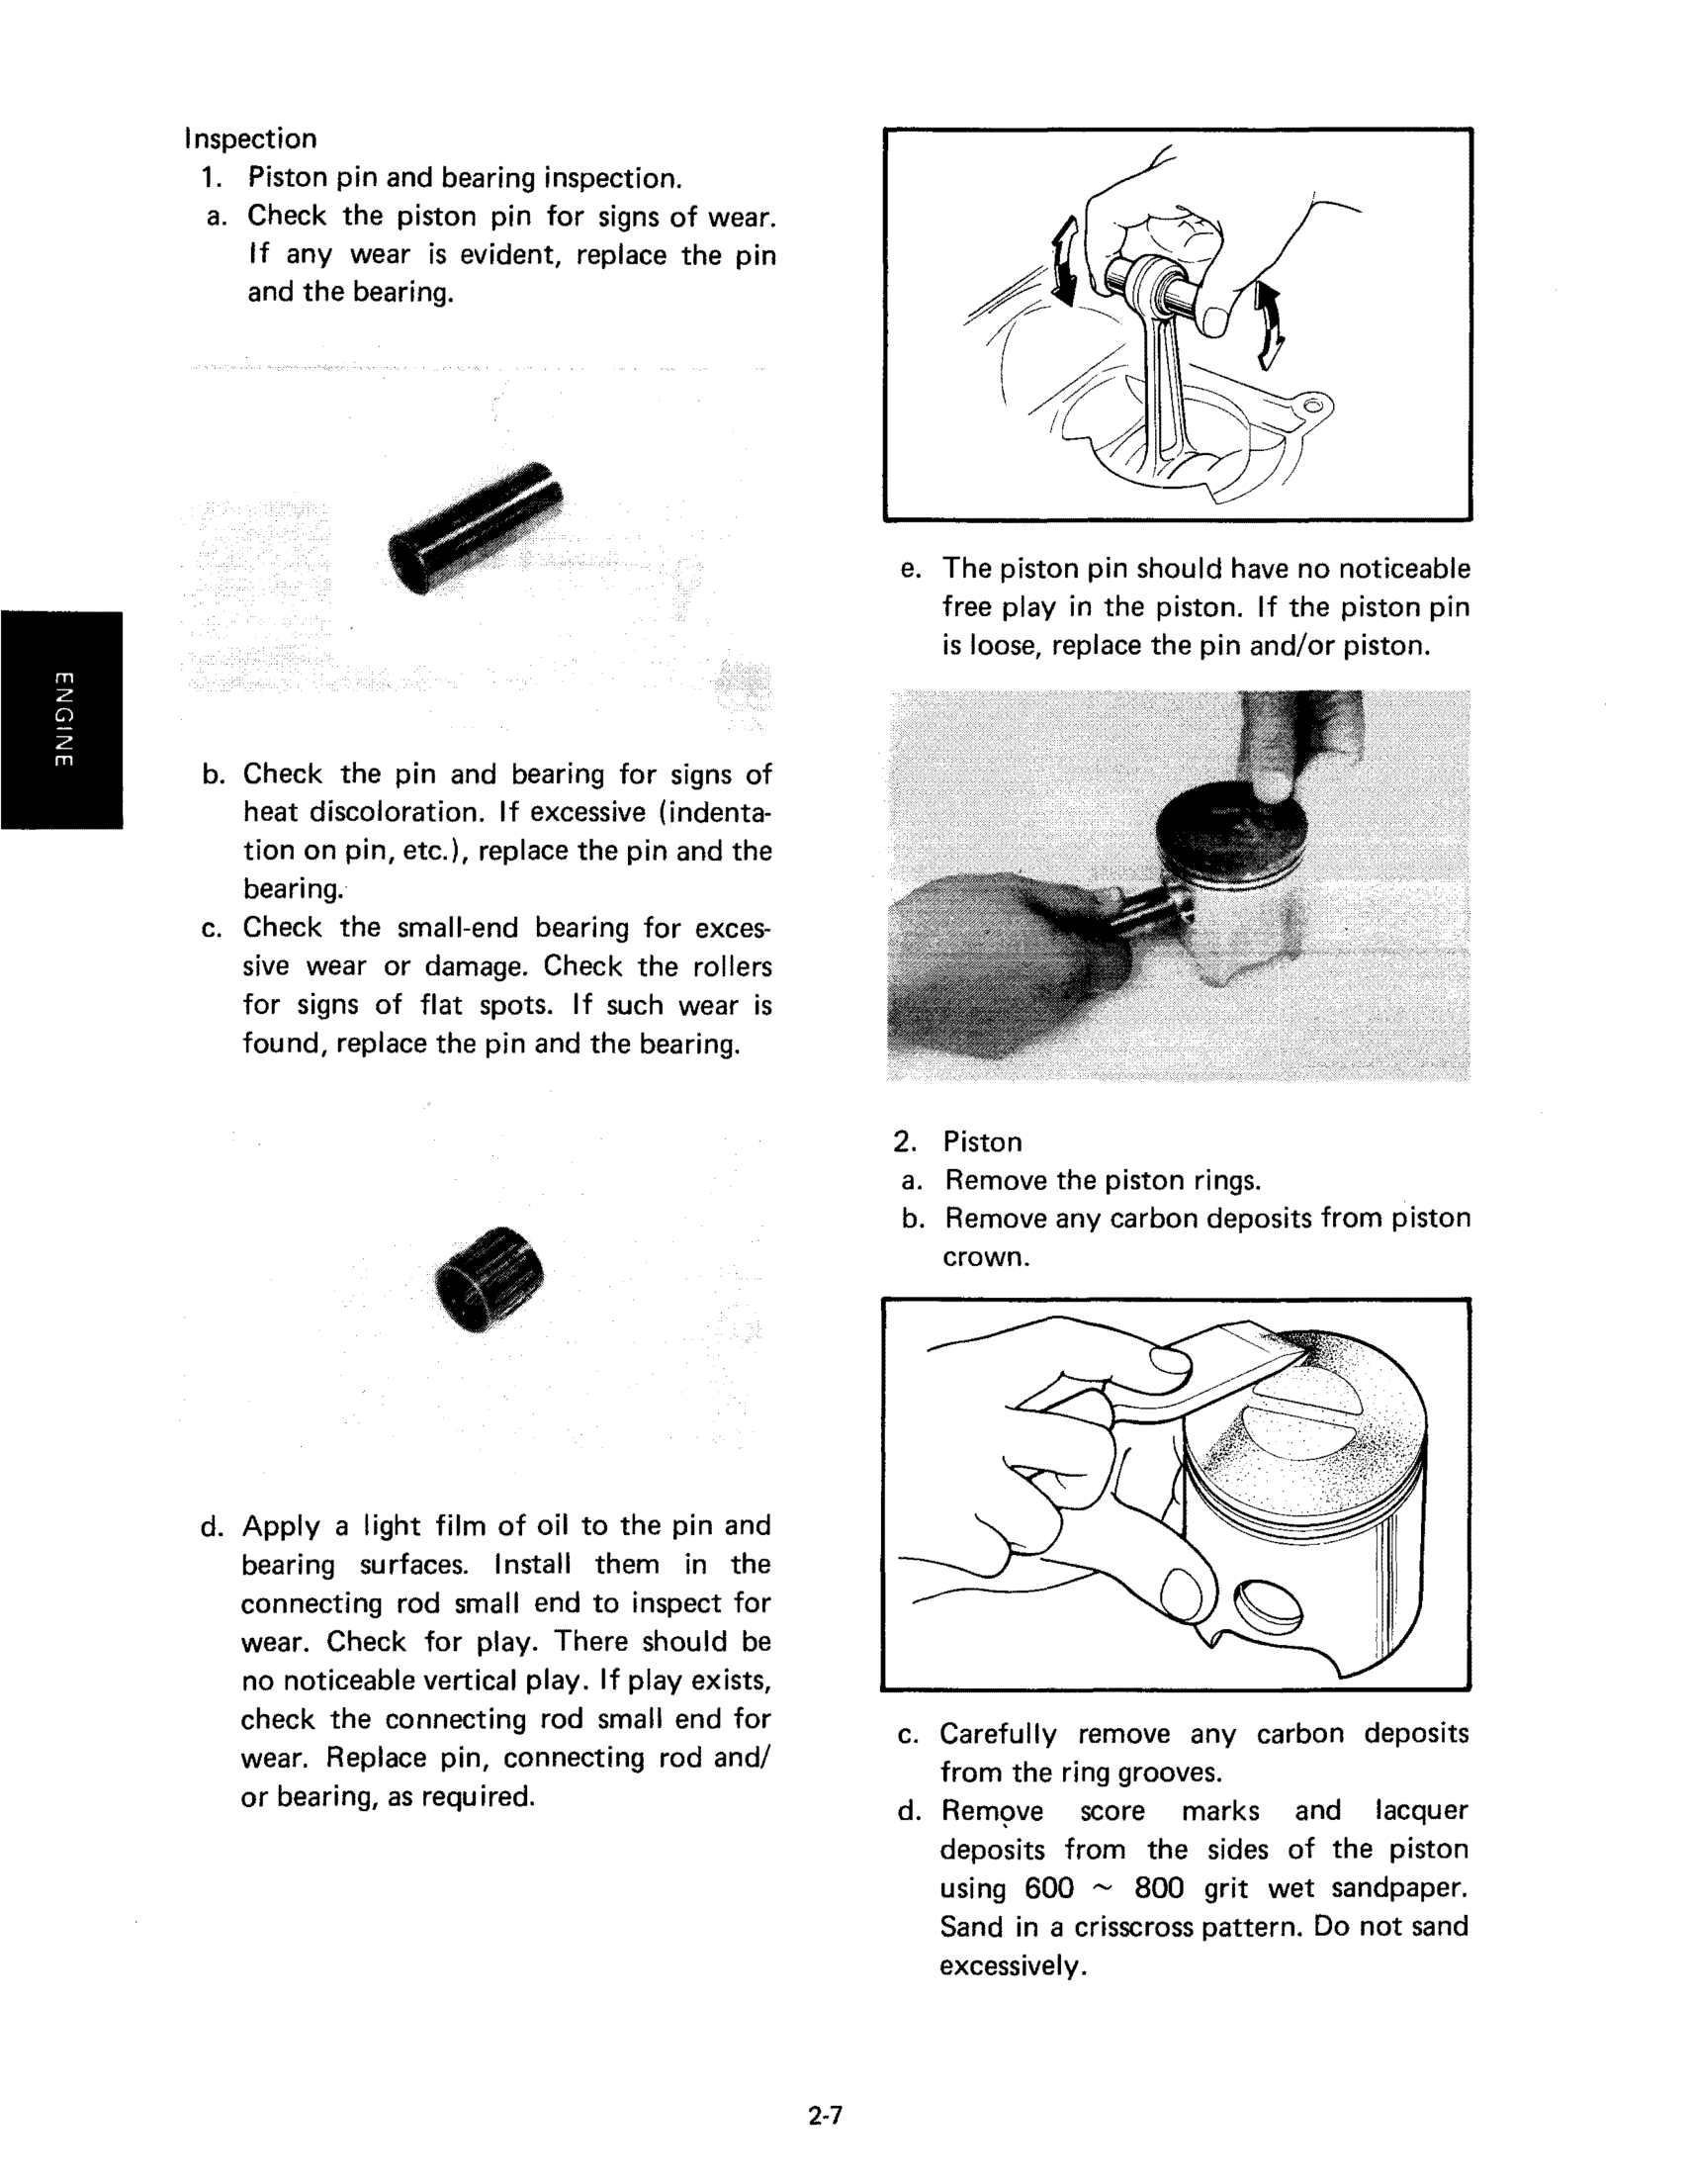 Inspection
1. Piston pin and bearing inspection.
a. Check the piston pin for signs of wear.
If any wear is evident, replace the pin
and the bearing.
ENGINE
b. Check the pin and bearing for signs of
heat discoloration. If excessive (indenta-
tion on pin, etc.), replace the pin and the
bearing.
c. Check the small-end bearing for exces-
sive wear or damage. Check the rollers
for signs of flat spots. If such wear is
found, replace the pin and the bearing.
d. Apply a light film of oil to the pin and
bearing surfaces. Install them in the
connecting rod small end to inspect for
wear. Check for play. There should be
no noticeable vertical play. If play exists,
check the connecting rod small end for
wear. Replace pin, connecting rod and/
or bearing, as required.
e. The piston pin should have no noticeable
free play in the piston. If the piston pin
is loose, replace the pin and/or piston.
2. Piston
a. Remove the piston rings.
b. Remove any carbon deposits from piston
crown.
c. Carefully remove any carbon deposits
from the ring grooves.
d. Remove score marks and lacquer
deposits from the sides of the piston
using 600 ~ 800 grit wet sandpaper.
Sand in a crisscross pattern. Do not sand
excessively.
2-7